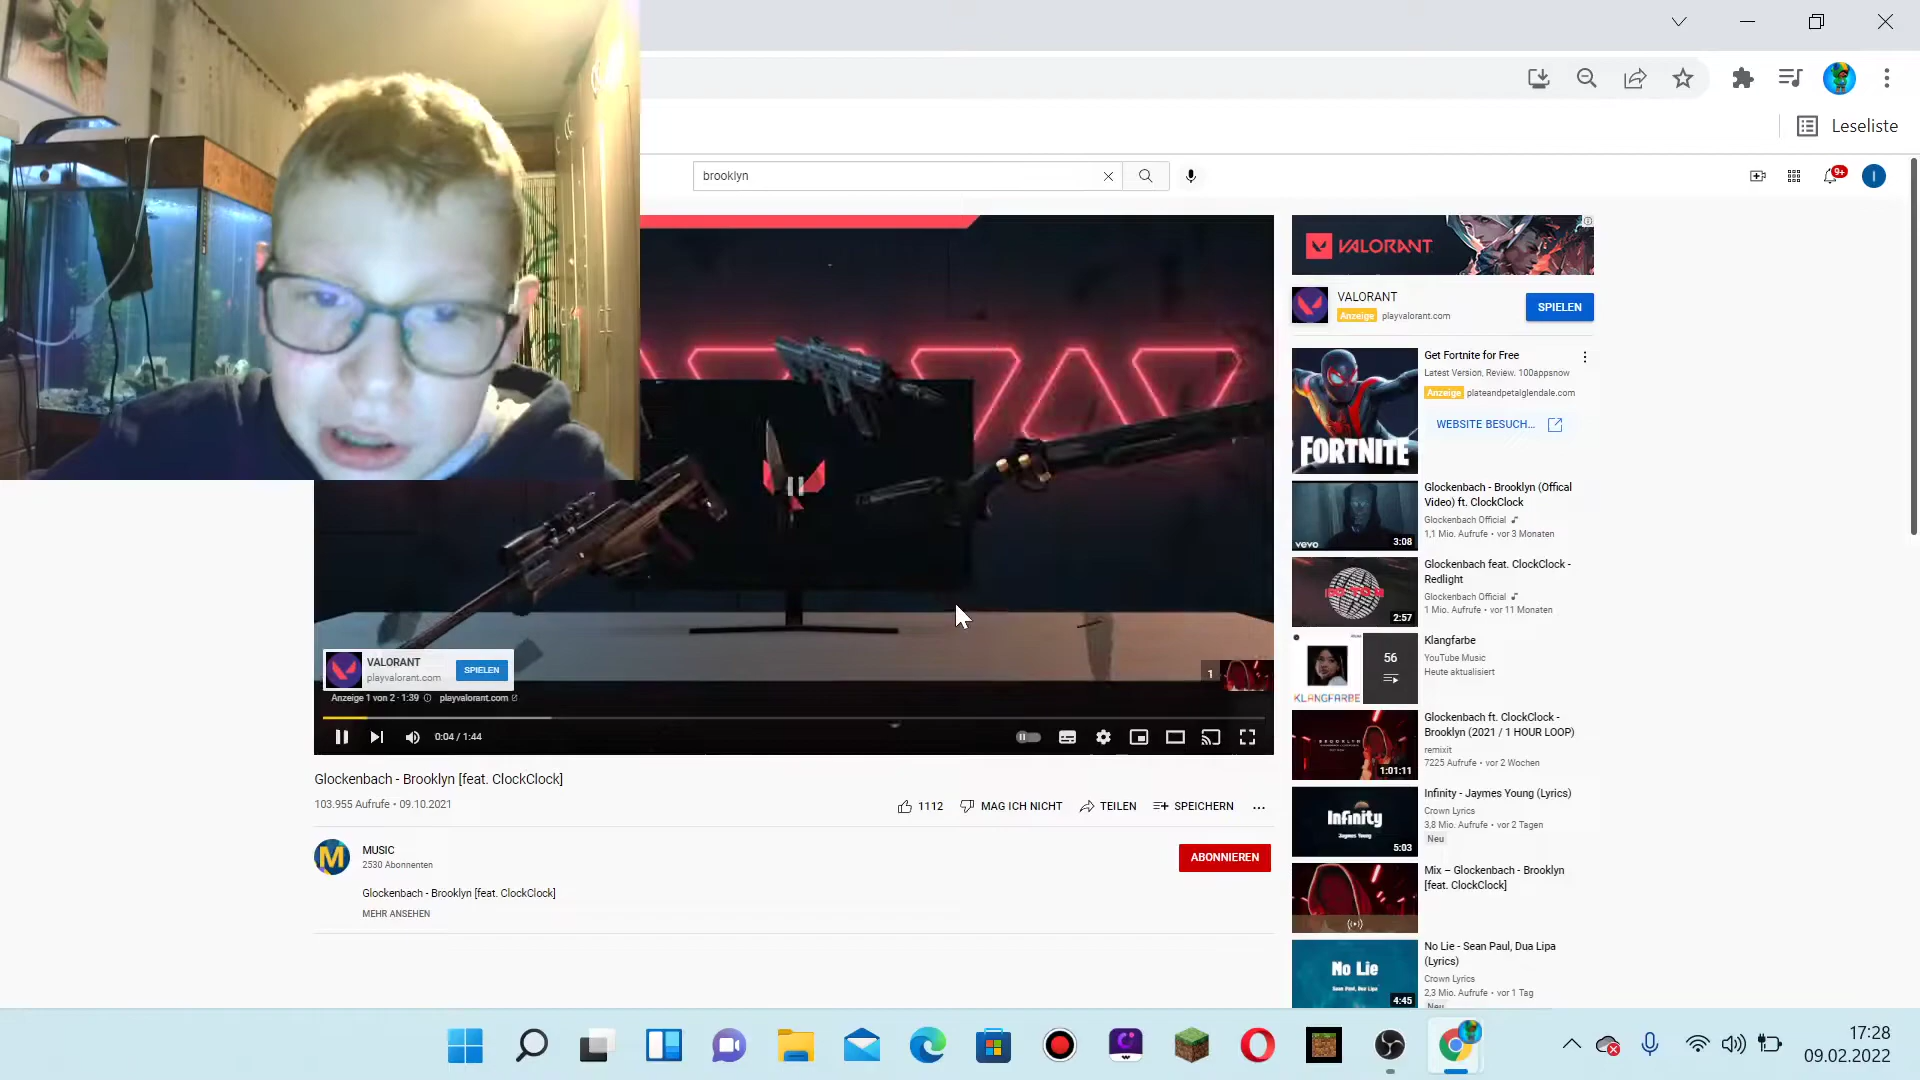 Leseliste
brooklyn
9+
VALORANT
VALORANT
Anzeige playvalorant.com
SPIELEN
Get Fortnite for Free
Latest Version, Review. 100appsnow
Anzeige plateandpetalglendale.com
WEBSITE BESUCH...
FORTNITE
Glockenbach - Brooklyn (Offical
Video) ft. ClockClock
Glockenbach Official
1,1 Mio. Aufrufe • vor 3 Monaten
vevo
3:08
Glockenbach feat. ClockClock -
Redlight
Glockenbach Official
1 Mio. Aufrufe • vor 11 Monaten
2:57
Klangfarbe
YouTube Music
Heute aktualisiert
56
KLANGFARBE
Glockenbach ft. ClockClock -
Brooklyn (2021 / 1 HOUR LOOP)
remixit
7225 Aufrufe • vor 2 Wochen
1:01:11
Infinity - Jaymes Young (Lyrics)
Crown Lyrics
3,8 Mio. Aufrufe • vor 2 Tagen
Neu
Infinity
Jaymes Young
5:03
Mix – Glockenbach - Brooklyn
[feat. ClockClock]
No Lie - Sean Paul, Dua Lipa
(Lyrics)
Crown Lyrics
2,3 Mio. Aufrufe • vor 1 Tag
Neu
No Lie
Sean Paul, Dua Lipa
4:45
VALORANT
playvalorant.com
SPIELEN
Anzeige 1 von 2 · 1:39 playvalorant.com
1
0:04 / 1:44
Glockenbach - Brooklyn [feat. ClockClock]
103.955 Aufrufe • 09.10.2021
1112 MAG ICH NICHT TEILEN SPEICHERN ...
MUSIC
2530 Abonnenten
ABONNIEREN
Glockenbach - Brooklyn [feat. ClockClock]
MEHR ANSEHEN
17:28
09.02.2022